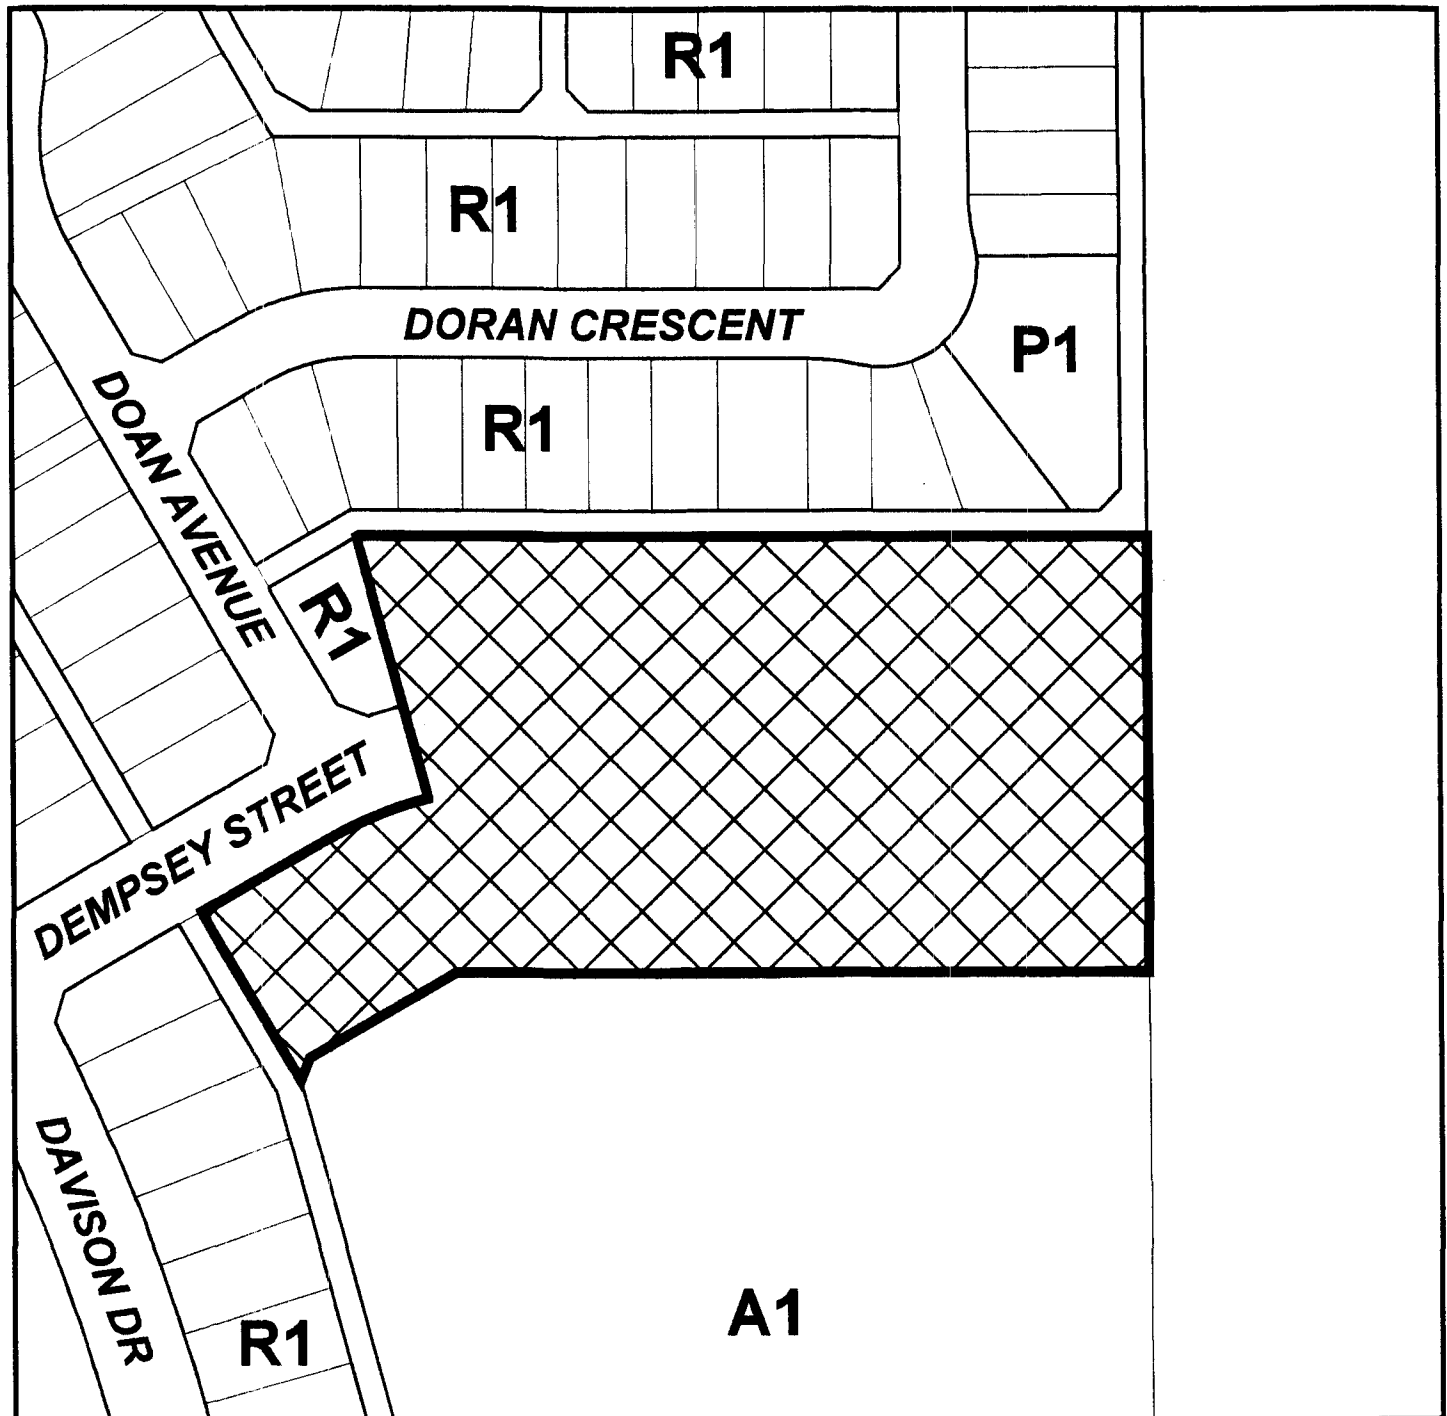 R1
R1
DORAN CRESCENT
P1
DOAN AVENUE
R1
R1
DEMPSEY STREET
DAVISON DR
R1
A1